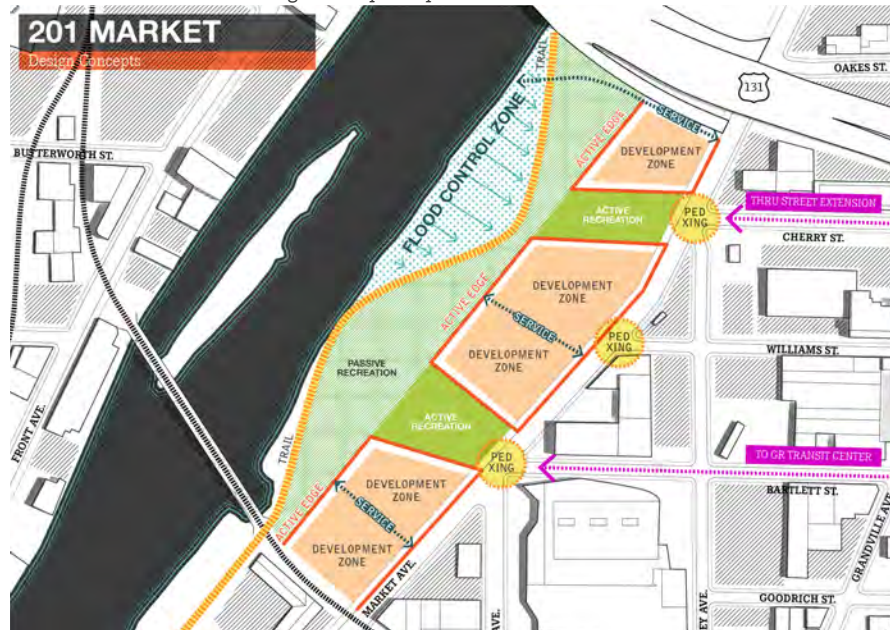 201 MARKET
Design Concepts
TRAIL
OAKES ST.
131
FLOOD CONTROL ZONE
SERVICE
ACTIVE EDGE
DEVELOPMENT
ZONE
BUTTERWORTH ST.
THRU STREET EXTENSION
ACTIVE
RECREATION
PED
XING
CHERRY ST.
ACTIVE EDGE
DEVELOPMENT
ZONE
SERVICE
PED
XING
DEVELOPMENT
ZONE
WILLIAMS ST.
PASSIVE
RECREATION
FRONT AVE.
ACTIVE
RECREATION
TRAIL
PED
XING
TO GR TRANSIT CENTER
BARTLETT ST.
ACTIVE EDGE
DEVELOPMENT
ZONE
SERVICE
DEVELOPMENT
ZONE
MARKET AVE.
GRANDVILLE AV
GOODRICH ST.
VE.
EY AVE.